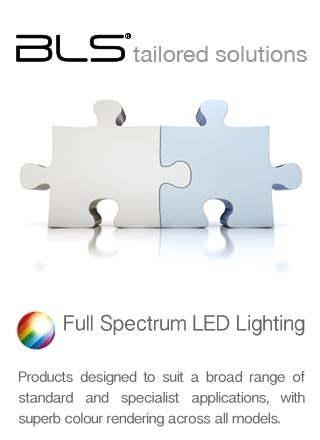 BLS® tailored solutions
Full Spectrum LED Lighting
Products designed to suit a broad range of
standard and specialist applications, with
superb colour rendering across all models.